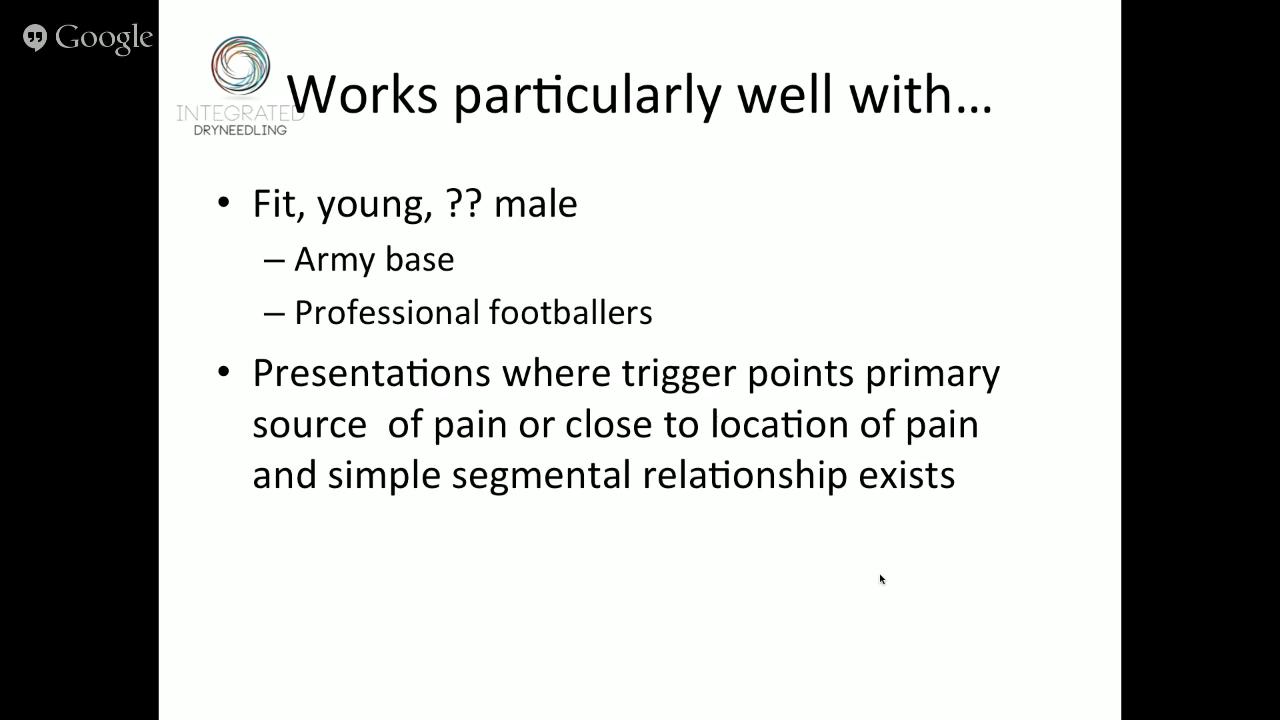 Google
INTEGRATED
DRYNEEDLING
Works particularly well with…
• Fit, young, ?? male
– Army base
– Professional footballers
• Presentations where trigger points primary
source  of pain or close to location of pain
and simple segmental relationship exists